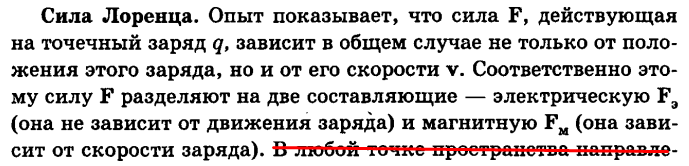 Сила Лоренца. Опыт показывает, что сила F, действующая
на точечный заряд q, зависит в общем случае не только от поло-
жения этого заряда, но и от его скорости v. Соответственно это-
му силу F разделяют на две составляющие — электрическую Fэ
(она не зависит от движения заряда) и магнитную Fм (она зави-
сит от скорости заряда). В любой точке пространства направле-